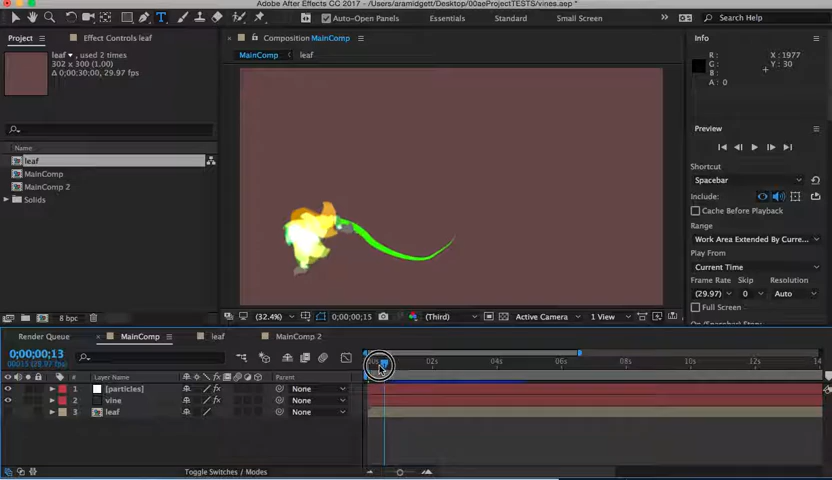 Adobe After Effects CC 2017 - /Users/aramidgett/Desktop/00aeProjectTESTS/vines.aep *
Auto-Open Panels
Essentials
Standard
Small Screen
Search Help
Project
Effect Controls leaf
Composition MainComp
Info
leaf, used 2 times
302 x 300 (1.00)
Δ 0;00;30;00, 29.97 fps
MainComp
leaf
R :
G :
B :
A : 0
X : 1977
Y : 30
Preview
Name
leaf
MainComp
MainComp 2
Solids
Shortcut
Spacebar
Include:
Cache Before Playback
Range
Work Area Extended By Curre...
Play From
Current Time
Frame Rate
Skip
Resolution
(29.97)
0
Auto
Full Screen
8 bpc
(32.4%)
0;00;00;15
(Third)
Active Camera
1 View
Render Queue
MainComp
leaf
MainComp 2
0;00;00;13
00013 (29.97 fps)
02s
04s
06s
08s
10s
12s
14
#
Layer Name
Parent
1
[particles]
None
2
vine
None
3
leaf
None
Toggle Switches / Modes